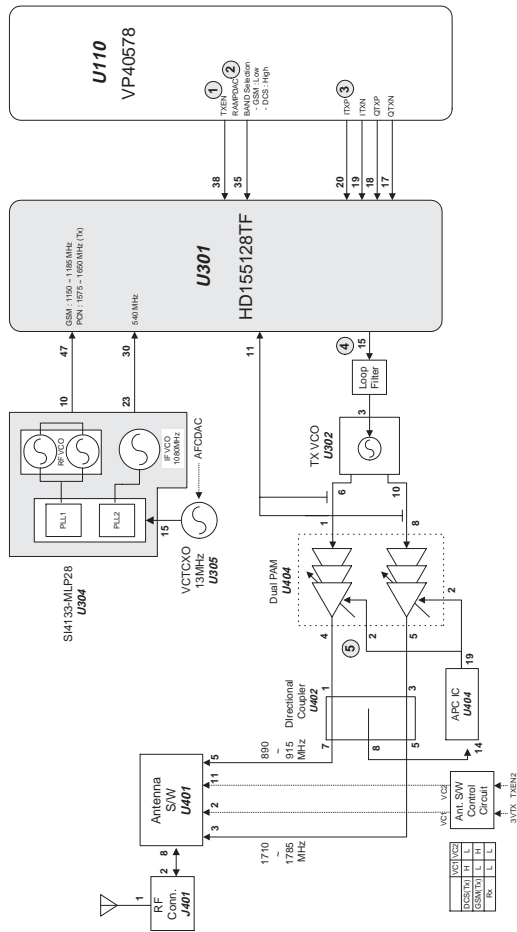 U110
VP40578
1
TXEN
2
RAMPDAC
BAND Selection
- GSM : Low
- DCS : High
3
ITXP
ITXN
QTXP
QTXN
38
35
20
19
18
17
GSM : 1150 ~ 1185 MHz
PCN : 1575 ~ 1650 MHz (Tx)
540 MHz
U301
HD155128TF
47
30
11
15
4
10
23
RF VCO
IF VCO
1080MHz
PLL1
PLL2
SI4133-MLP28
U304
15
AFCDAC
VCTCXO
13MHz
U305
Loop
Filter
3
TX VCO
U302
6
10
1
8
Dual PAM
U404
4
2
5
5
2
19
APC IC
U404
14
Directional
Coupler
U402
1
3
7
8
5
890
~
915
MHz
1710
~
1785
MHz
Antenna
S/W
U401
5
11
2
3
8
2
RF
Conn.
J401
1
VC1
VC2
Ant. S/W
Control
Circuit
3VTX
TXEN2
VC1 VC2
DCS(Tx) H L
GSM(Tx) L H
Rx L L